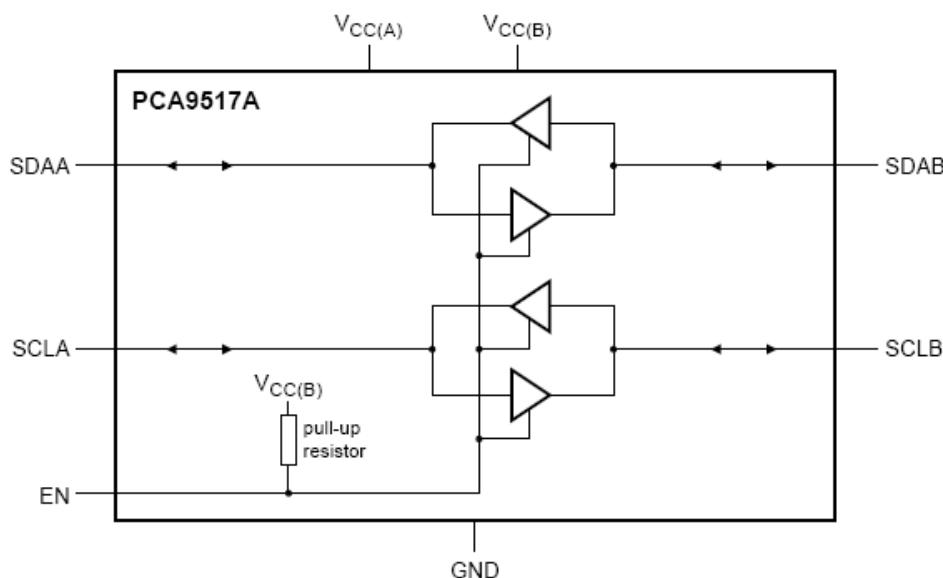 VCC(A)
VCC(B)
PCA9517A
SDAA
SDAB
SCLA
SCLB
VCC(B)
pull-up
resistor
EN
GND